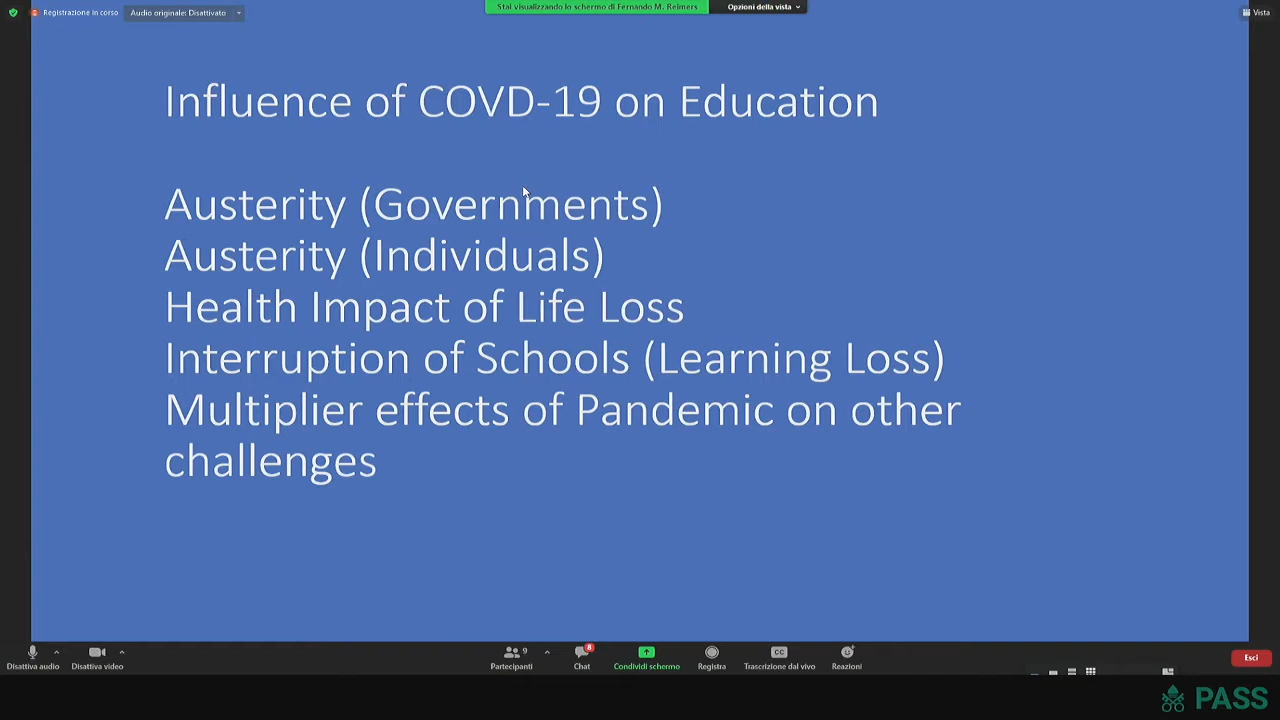 Registrazione in corso
Audio originale: Disattivato
Stai visualizzando lo schermo di Fernando M. Reimers
Opzioni della vista
Vista
Influence of COVD-19 on Education
Austerity (Governments)
Austerity (Individuals)
Health Impact of Life Loss
Interruption of Schools (Learning Loss)
Multiplier effects of Pandemic on other
challenges
Disattiva audio
Disattiva video
9
Partecipanti
8
Chat
Condividi schermo
Registra
CC
Trascrizione dal vivo
Reazioni
Esci
PASS